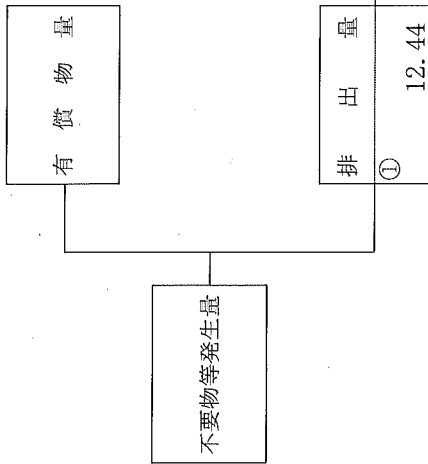 有償物量
不要物等発生量
排出量
①
12.44